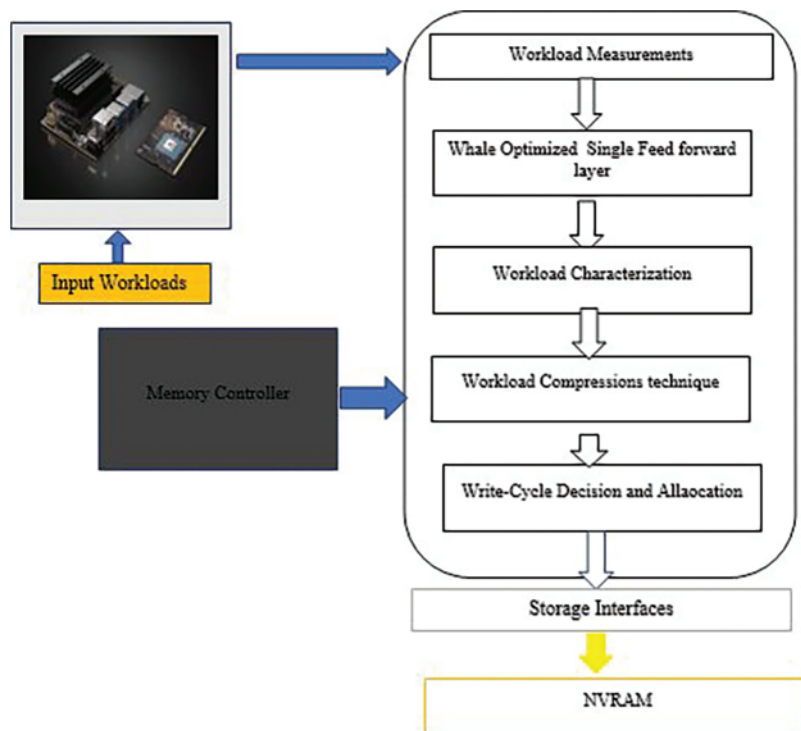 Workload Measurements
Whale Optimized Single Feed forward
layer
Input Workloads
Workload Characterization
Memory Controller
Workload Compressions technique
Write-Cycle Decision and Allaocation
Storage Interfaces
NVRAM